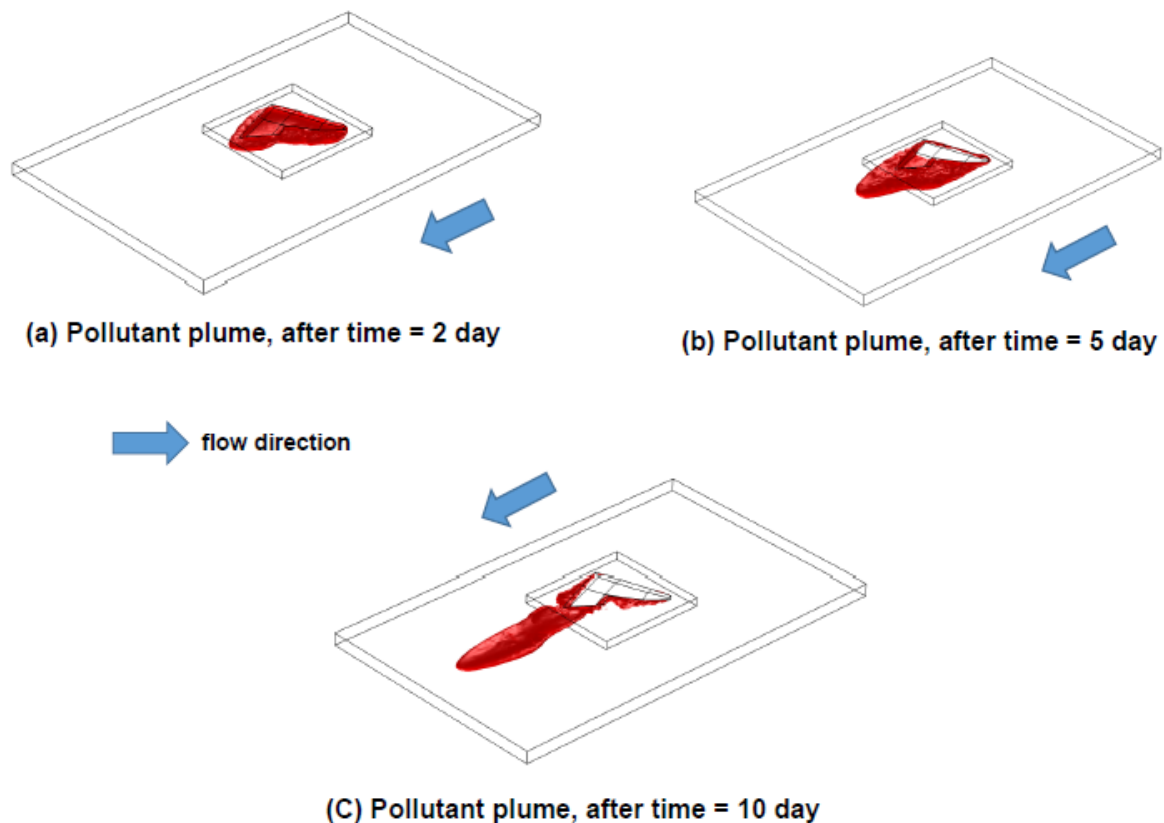 (a) Pollutant plume, after time = 2 day
(b) Pollutant plume, after time = 5 day
flow direction
(C) Pollutant plume, after time = 10 day